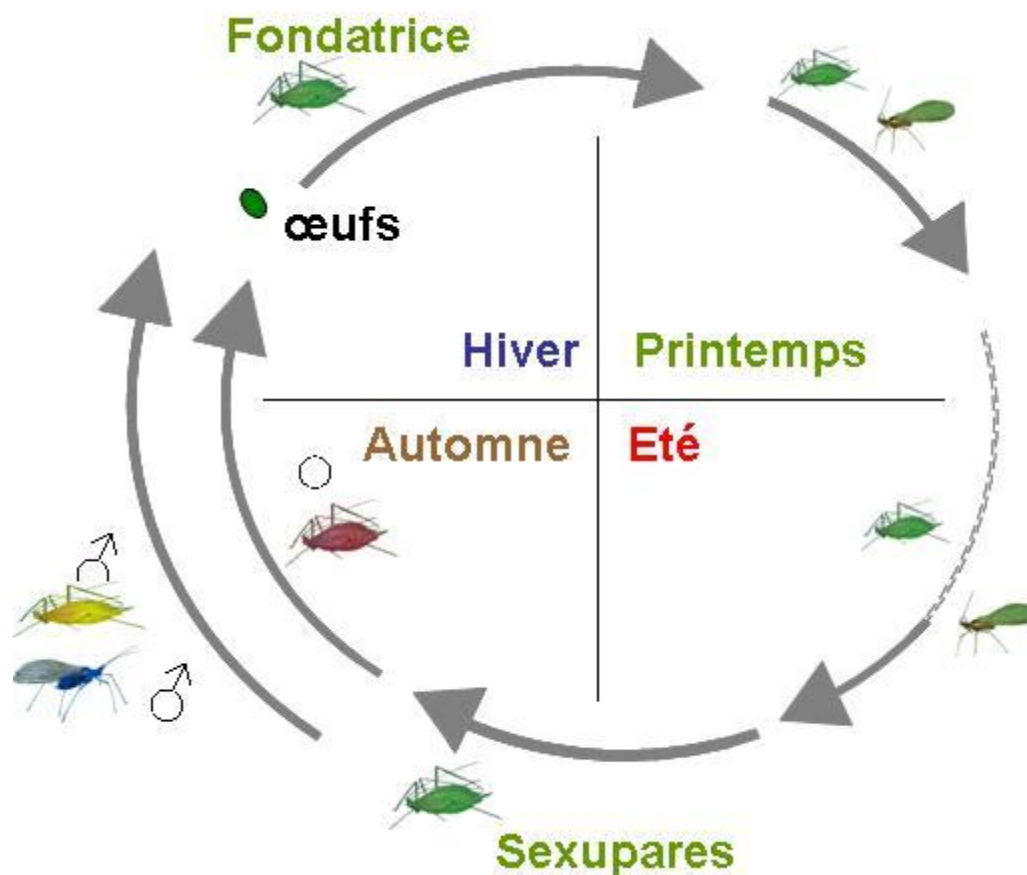 Fondatrice
œufs
Hiver
Printemps
Automne
Eté
Sexupares